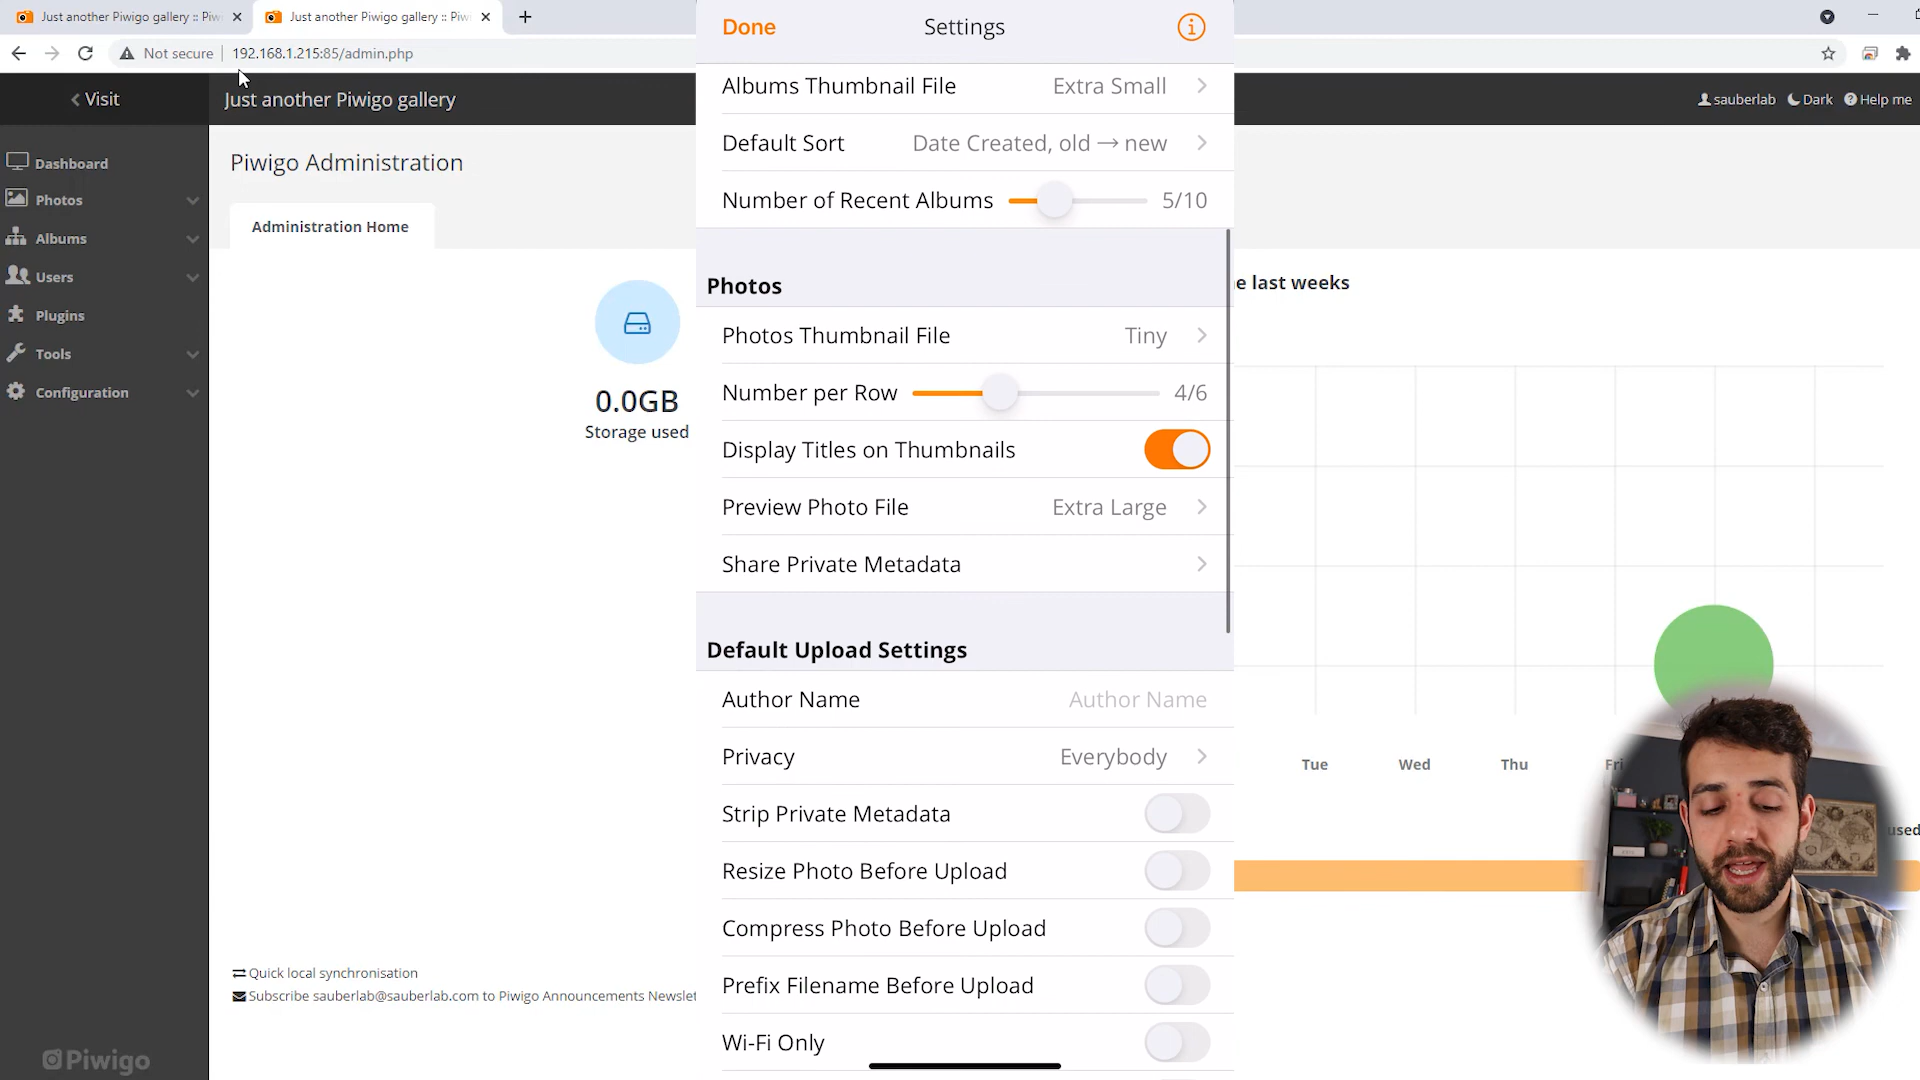 Just another Piwigo gallery :: Piw
Just another Piwigo gallery :: Piw
Not secure
192.168.1.215:85/admin.php
Visit
Just another Piwigo gallery
sauberlab
Dark
Help me
Dashboard
Photos
Albums
Users
Plugins
Tools
Configuration
Piwigo
Piwigo Administration
Administration Home
0.0GB
Storage used
Quick local synchronisation
Subscribe sauberlab@sauberlab.com to Piwigo Announcements Newslet
Done
Settings
Albums Thumbnail File
Extra Small
Default Sort
Date Created, old → new
Number of Recent Albums
5/10
Photos
Photos Thumbnail File
Tiny
Number per Row
4/6
Display Titles on Thumbnails
Preview Photo File
Extra Large
Share Private Metadata
Default Upload Settings
Author Name
Author Name
Privacy
Everybody
Strip Private Metadata
Resize Photo Before Upload
Compress Photo Before Upload
Prefix Filename Before Upload
Wi-Fi Only
e last weeks
Tue
Wed
Thu
Fri
used